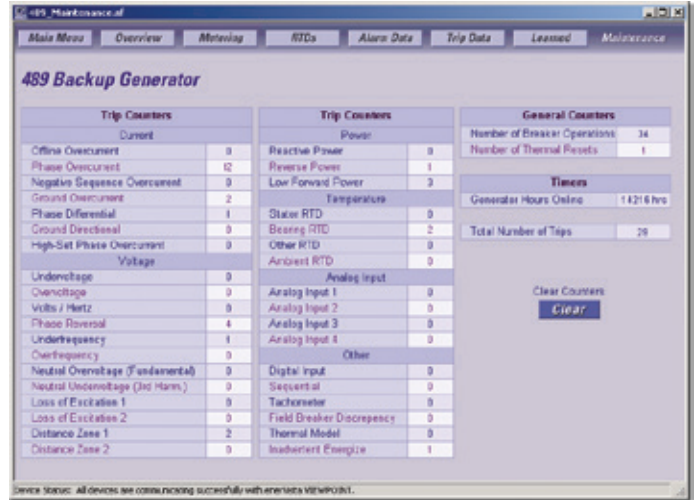 489_Maintenance.af
Main Menu Overview Metering RTDs Alarm Data Trip Data Learned Maintenance
489 Backup Generator
Trip Counters
Current
Offline Overcurrent 0
Phase Overcurrent 12
Negative Sequence Overcurrent 0
Ground Overcurrent 2
Phase Differential 1
Ground Directional 0
High-Set Phase Overcurrent 0
Voltage
Undervoltage 0
Overvoltage 0
Volts / Hertz 0
Phase Reversal 4
Underfrequency 1
Overfrequency 0
Neutral Overvoltage (Fundamental) 0
Neutral Undervoltage (3rd Harm.) 0
Loss of Excitation 1 0
Loss of Excitation 2 0
Distance Zone 1 2
Distance Zone 2 0
Trip Counters
Power
Reactive Power 0
Reverse Power 1
Low Forward Power 3
Temperature
Stator RTD 0
Bearing RTD 2
Other RTD 0
Ambient RTD 0
Analog Input
Analog Input 1 0
Analog Input 2 0
Analog Input 3 0
Analog Input 4 0
Other
Digital Input 0
Sequential 0
Tachometer 0
Field Breaker Discrepency 0
Thermal Model 0
Inadvertent Energize 1
General Counters
Number of Breaker Operations 34
Number of Thermal Resets 1
Timers
Generator Hours Online 14216 hrs
Total Number of Trips 29
Clear Counters
Clear
Device Status: All devices are communicating successfully with enerVista VIEWPOINT.